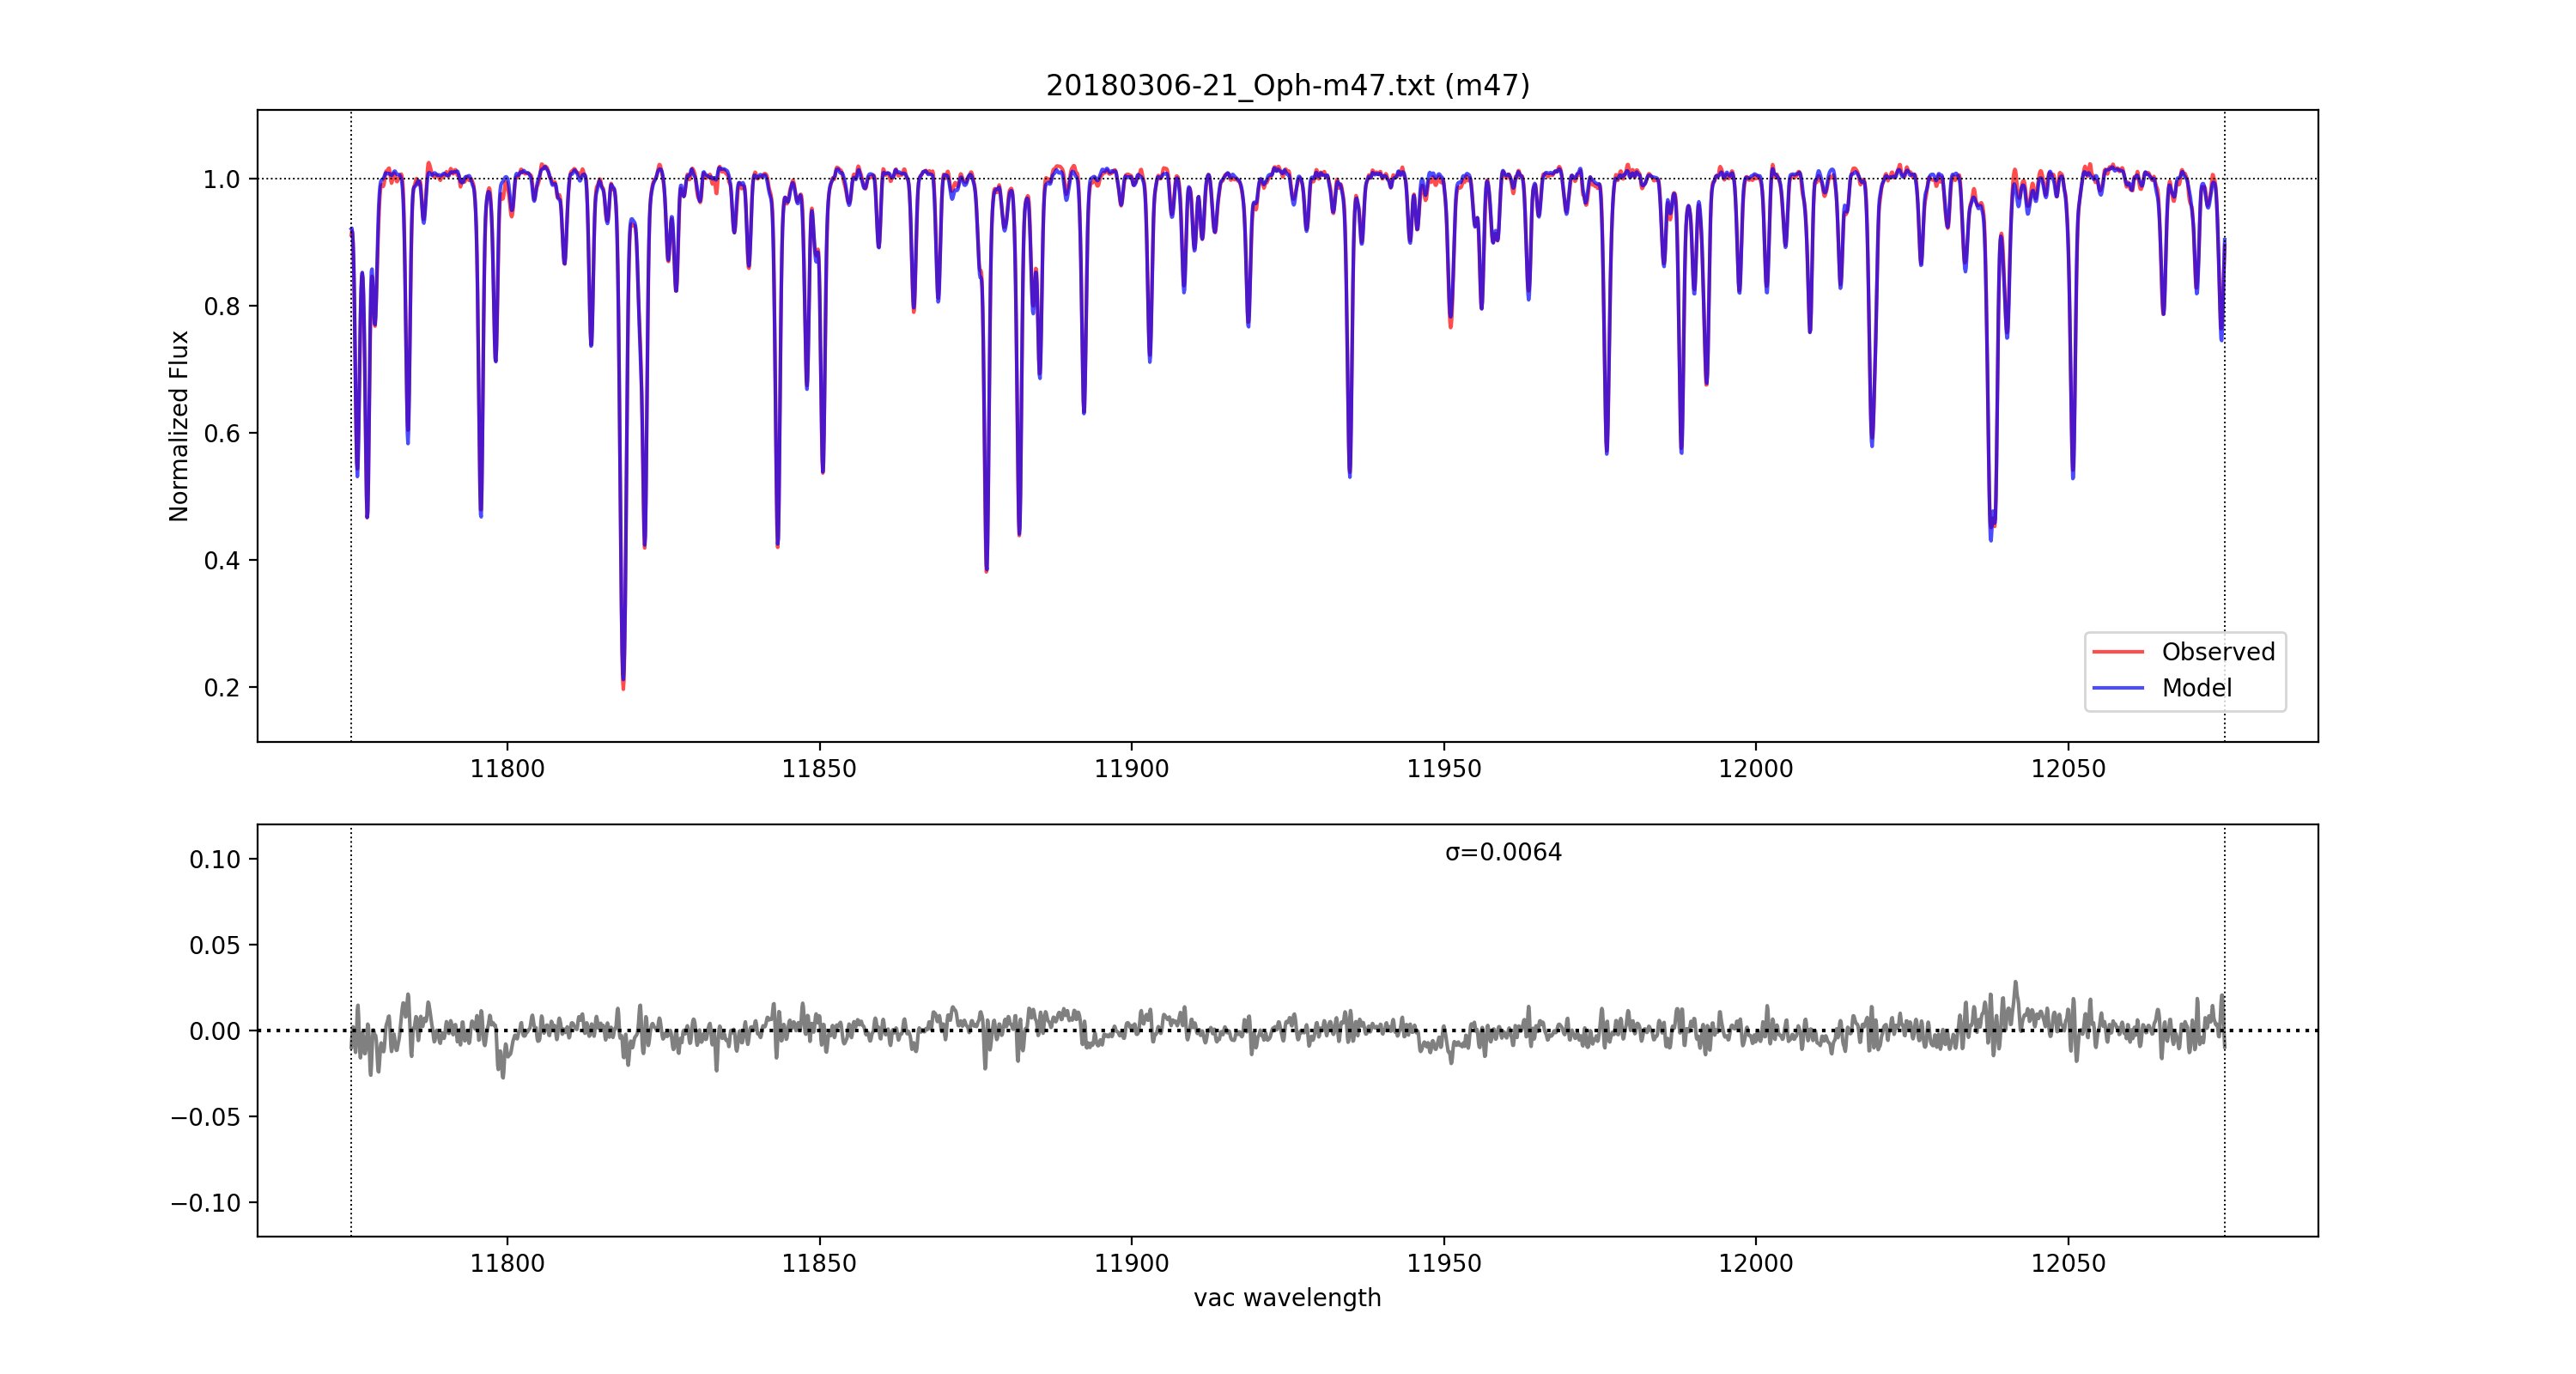 20180306-21_Oph-m47.txt (m47)
Normalized Flux
1.0
0.8
0.6
0.4
0.2
Observed
Model
11800 11850 11900 11950 12000 12050
σ=0.0064
0.10
0.05
0.00
−0.05
−0.10
11800 11850 11900 11950 12000 12050
vac wavelength